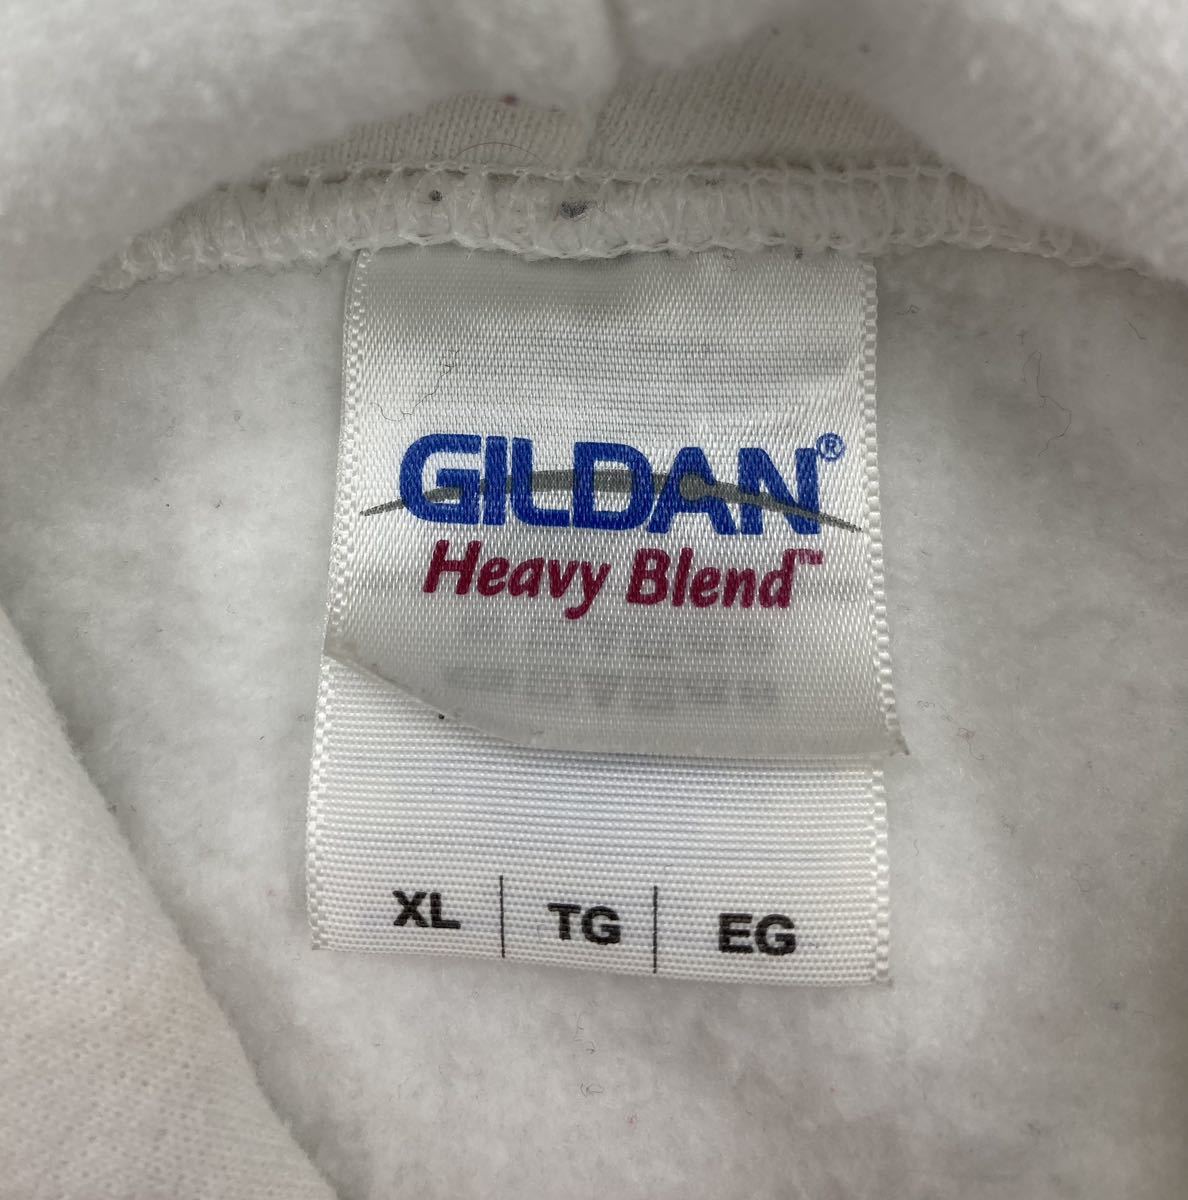 GILDAN®
Heavy Blend™
XL | TG | EG